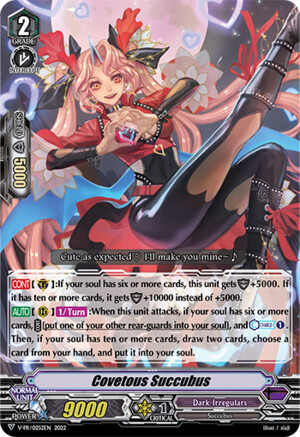 2
GRADE
INTERCEPT
5000
Cute as expected ♡ I'll make you mine~ ♪
CONT :If your soul has six or more cards, this unit gets +5000. If
it has ten or more cards, it gets +10000 instead of +5000.
AUTO 1/Turn :When this unit attacks, if your soul has six or more
cards, [put one of your other rear-guards into your soul], and CHARGE 1.
Then, if your soul has ten or more cards, draw two cards, choose a
card from your hand, and put it into your soul.
NORMAL
UNIT
Covetous Succubus
POWER 9000
1
CRITICAL
Dark Irregulars
Succubus
V-PR/0252EN 2022
Illust / xiaji